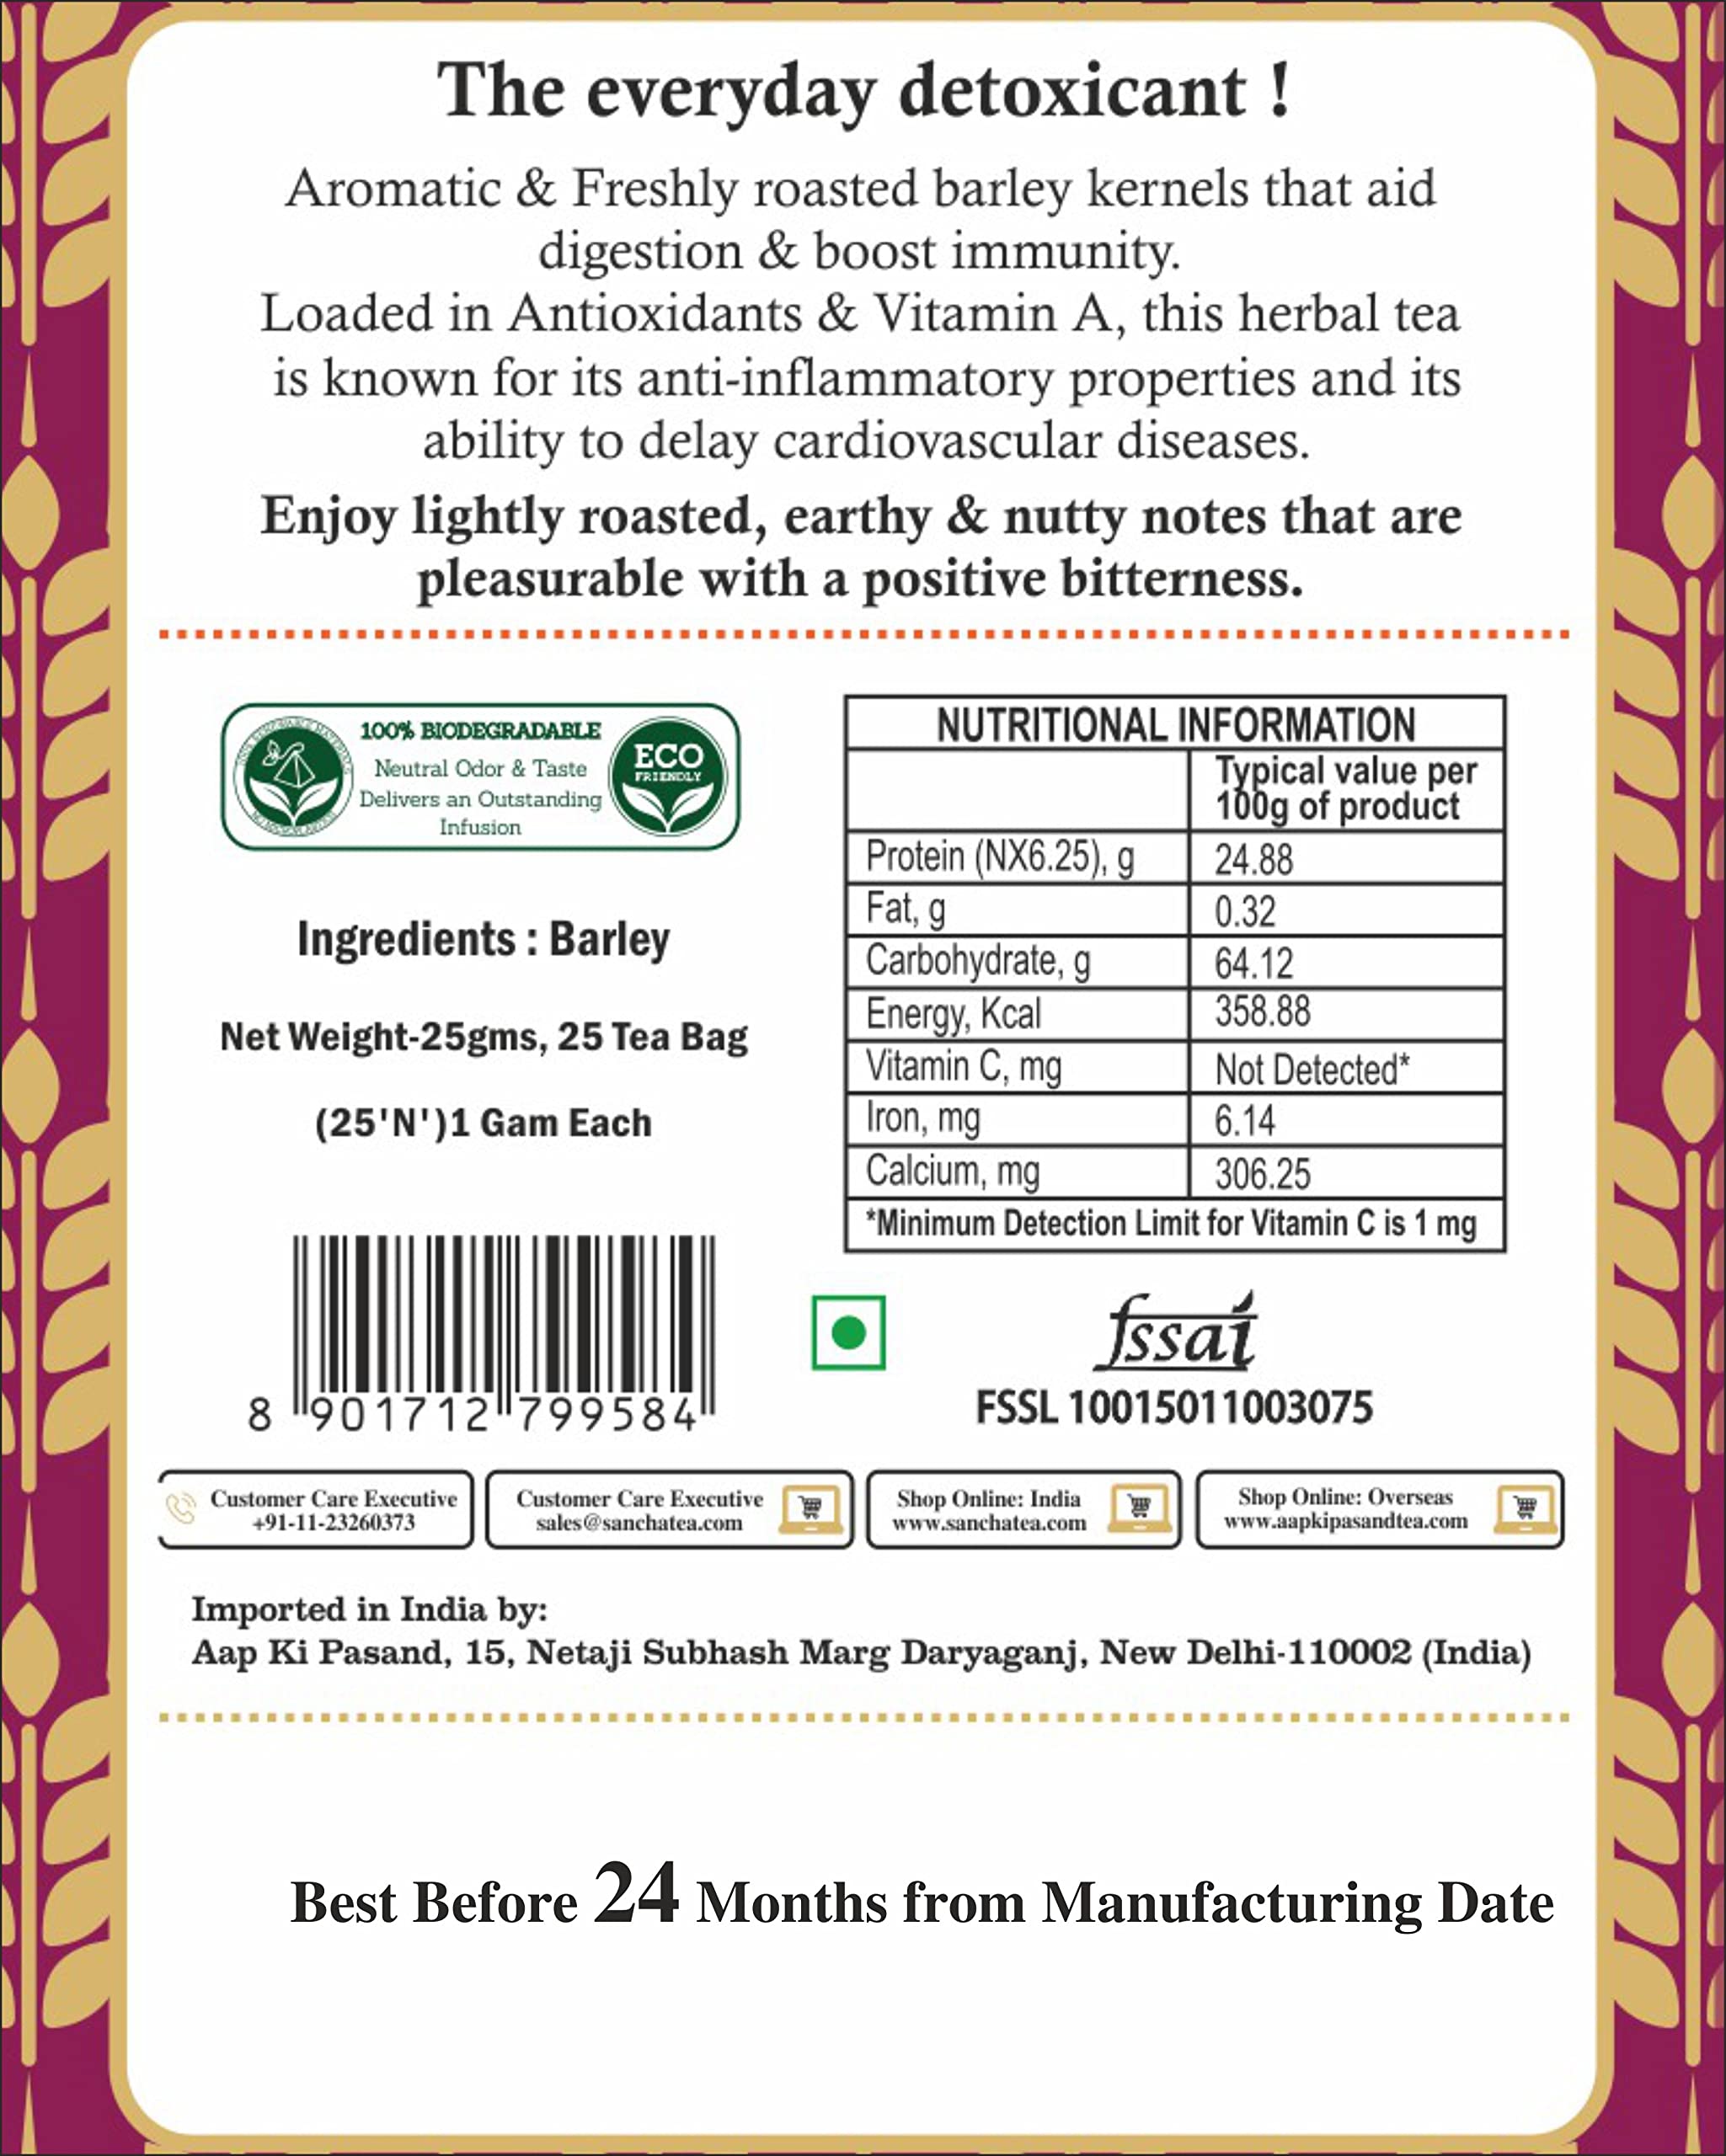 The everyday detoxicant !
Aromatic & Freshly roasted barley kernels that aid
digestion & boost immunity.
Loaded in Antioxidants & Vitamin A, this herbal tea
is known for its anti-inflammatory properties and its
ability to delay cardiovascular diseases.
Enjoy lightly roasted, earthy & nutty notes that are
pleasurable with a positive bitterness.
100% BIODEGRADABLE
Neutral Odor & Taste
Delivers an Outstanding
Infusion
ECO
FRIENDLY
Ingredients : Barley
Net Weight-25gms, 25 Tea Bag
(25'N')1 Gam Each
NUTRITIONAL INFORMATION
Typical value per
100g of product
Protein (NX6.25), g 24.88
Fat, g 0.32
Carbohydrate, g 64.12
Energy, Kcal 358.88
Vitamin C, mg Not Detected*
Iron, mg 6.14
Calcium, mg 306.25
*Minimum Detection Limit for Vitamin C is 1 mg
8 901712 799584
fssai
FSSL 10015011003075
Customer Care Executive
+91-11-23260373
Customer Care Executive
sales@sanchatea.com
Shop Online: India
www.sanchatea.com
Shop Online: Overseas
www.aapkipasandtea.com
Imported in India by:
Aap Ki Pasand, 15, Netaji Subhash Marg Daryaganj, New Delhi-110002 (India)
Best Before 24 Months from Manufacturing Date